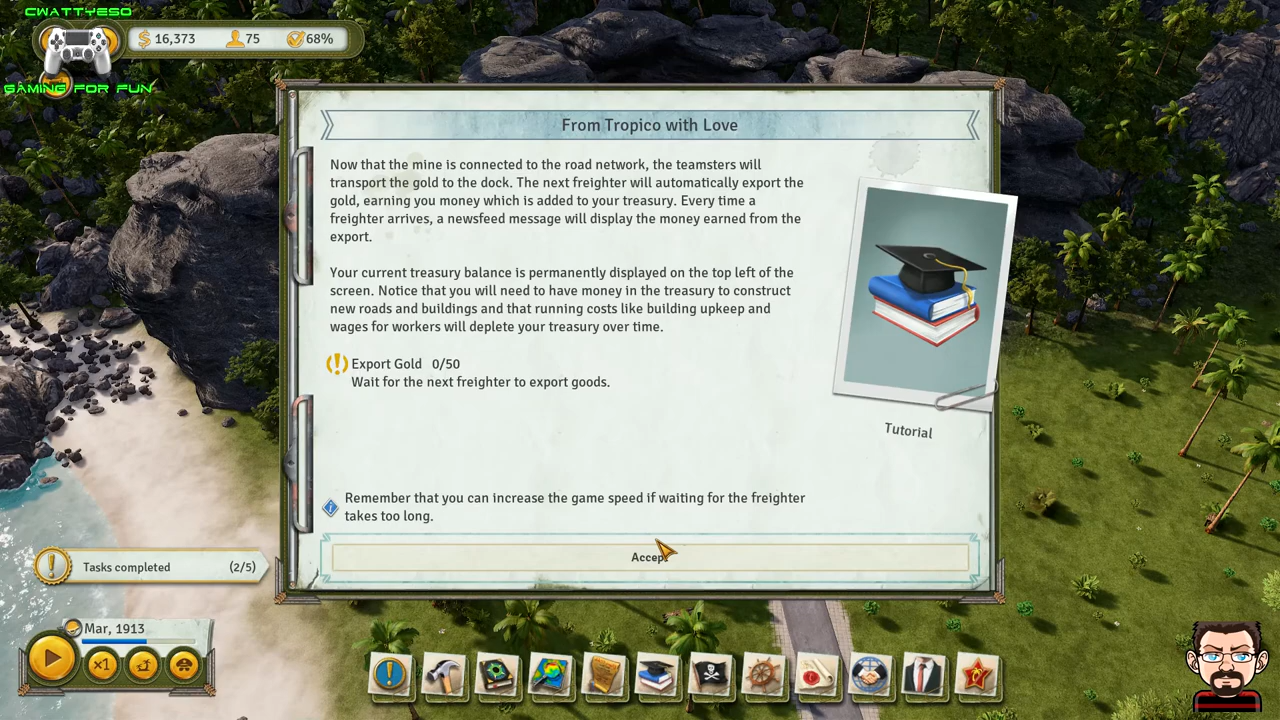 CWATTYESO
$ 16,373 75 68%
GAMING FOR FUN
From Tropico with Love
Now that the mine is connected to the road network, the teamsters will
transport the gold to the dock. The next freighter will automatically export the
gold, earning you money which is added to your treasury. Every time a
freighter arrives, a newsfeed message will display the money earned from the
export.
Your current treasury balance is permanently displayed on the top left of the
screen. Notice that you will need to have money in the treasury to construct
new roads and buildings and that running costs like building upkeep and
wages for workers will deplete your treasury over time.
Export Gold 0/50
Wait for the next freighter to export goods.
Tutorial
Remember that you can increase the game speed if waiting for the freighter
takes too long.
Accept
Tasks completed (2/5)
Mar, 1913
x1